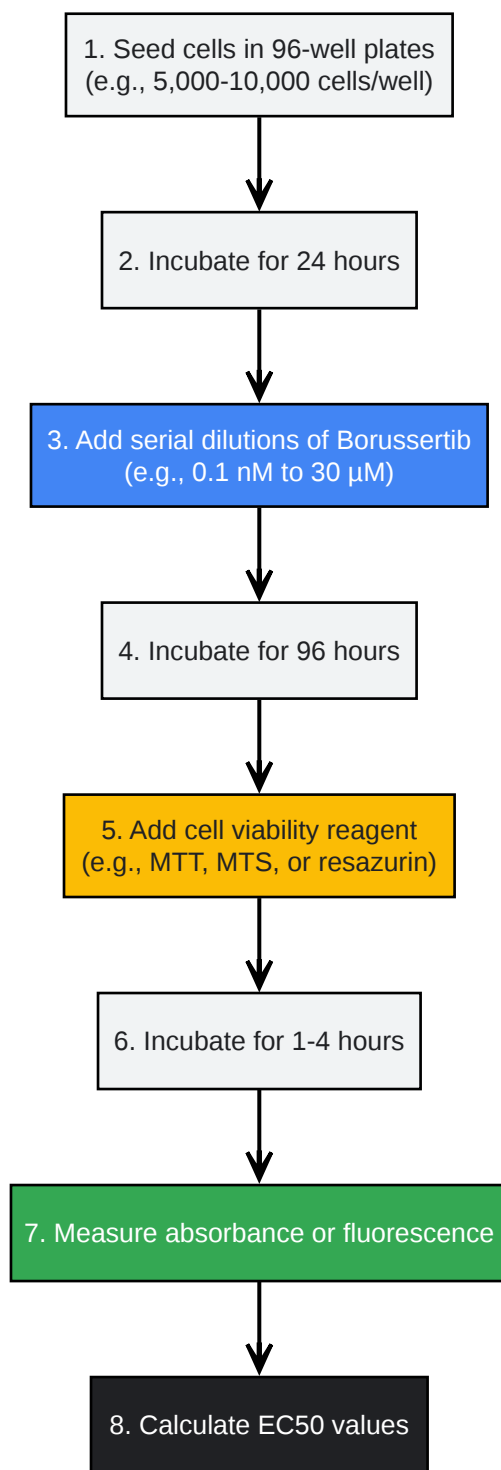 1. Seed cells in 96-well plates
(e.g., 5,000-10,000 cells/well)
2. Incubate for 24 hours
3. Add serial dilutions of Borussertib
(e.g., 0.1 nM to 30 µM)
4. Incubate for 96 hours
5. Add cell viability reagent
(e.g., MTT, MTS, or resazurin)
6. Incubate for 1-4 hours
7. Measure absorbance or fluorescence
8. Calculate EC50 values